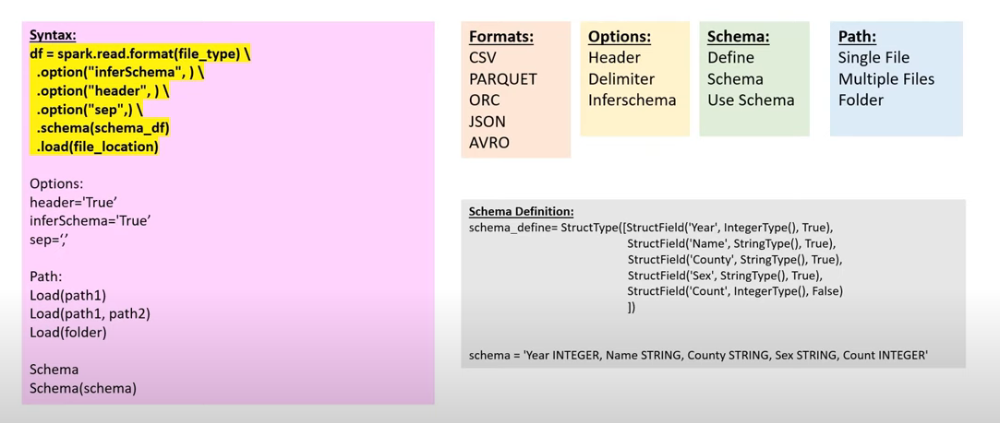 Syntax:
df = spark.read.format(file_type) \
.option("inferSchema", ) \
.option("header", ) \
.option("sep",) \
.schema(schema_df)
.load(file_location)
Options:
header='True’
inferSchema='True’
sep=‘,’
Path:
Load(path1)
Load(path1, path2)
Load(folder)
Schema
Schema(schema)
Formats:
CSV
PARQUET
ORC
JSON
AVRO
Options:
Header
Delimiter
Inferschema
Schema:
Define
Schema
Use Schema
Path:
Single File
Multiple Files
Folder
Schema Definition:
schema_define= StructType([StructField('Year', IntegerType(), True),
StructField('Name', StringType(), True),
StructField('County', StringType(), True),
StructField('Sex', StringType(), True),
StructField('Count', IntegerType(), False)
])
schema = 'Year INTEGER, Name STRING, County STRING, Sex STRING, Count INTEGER'